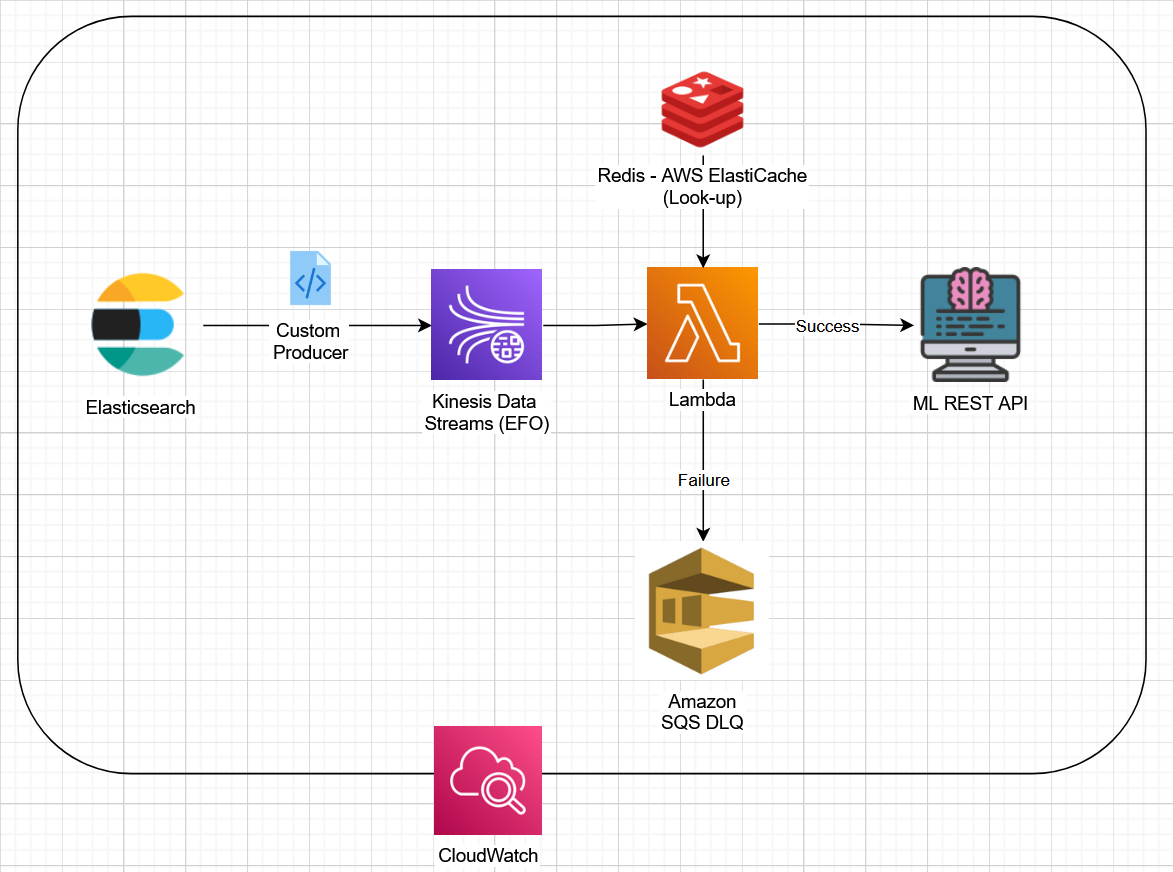 Redis - AWS ElastiCache
(Look-up)
Custom
Producer
Elasticsearch
Kinesis Data
Streams (EFO)
Lambda
Success
ML REST API
Failure
Amazon
SQS DLQ
CloudWatch